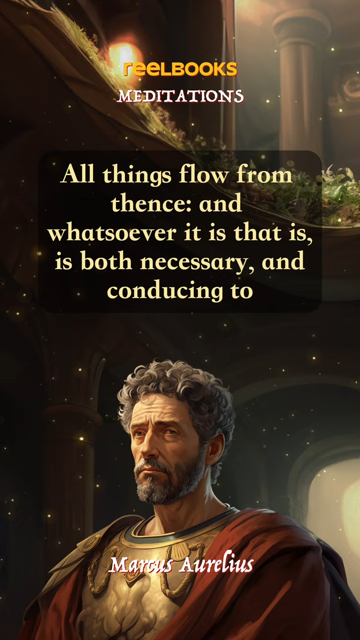 reelBOOKS
MEDITATIONS
All things flow from
thence: and
whatsoever it is that is,
is both necessary, and
conducing to
Marcus Aurelius